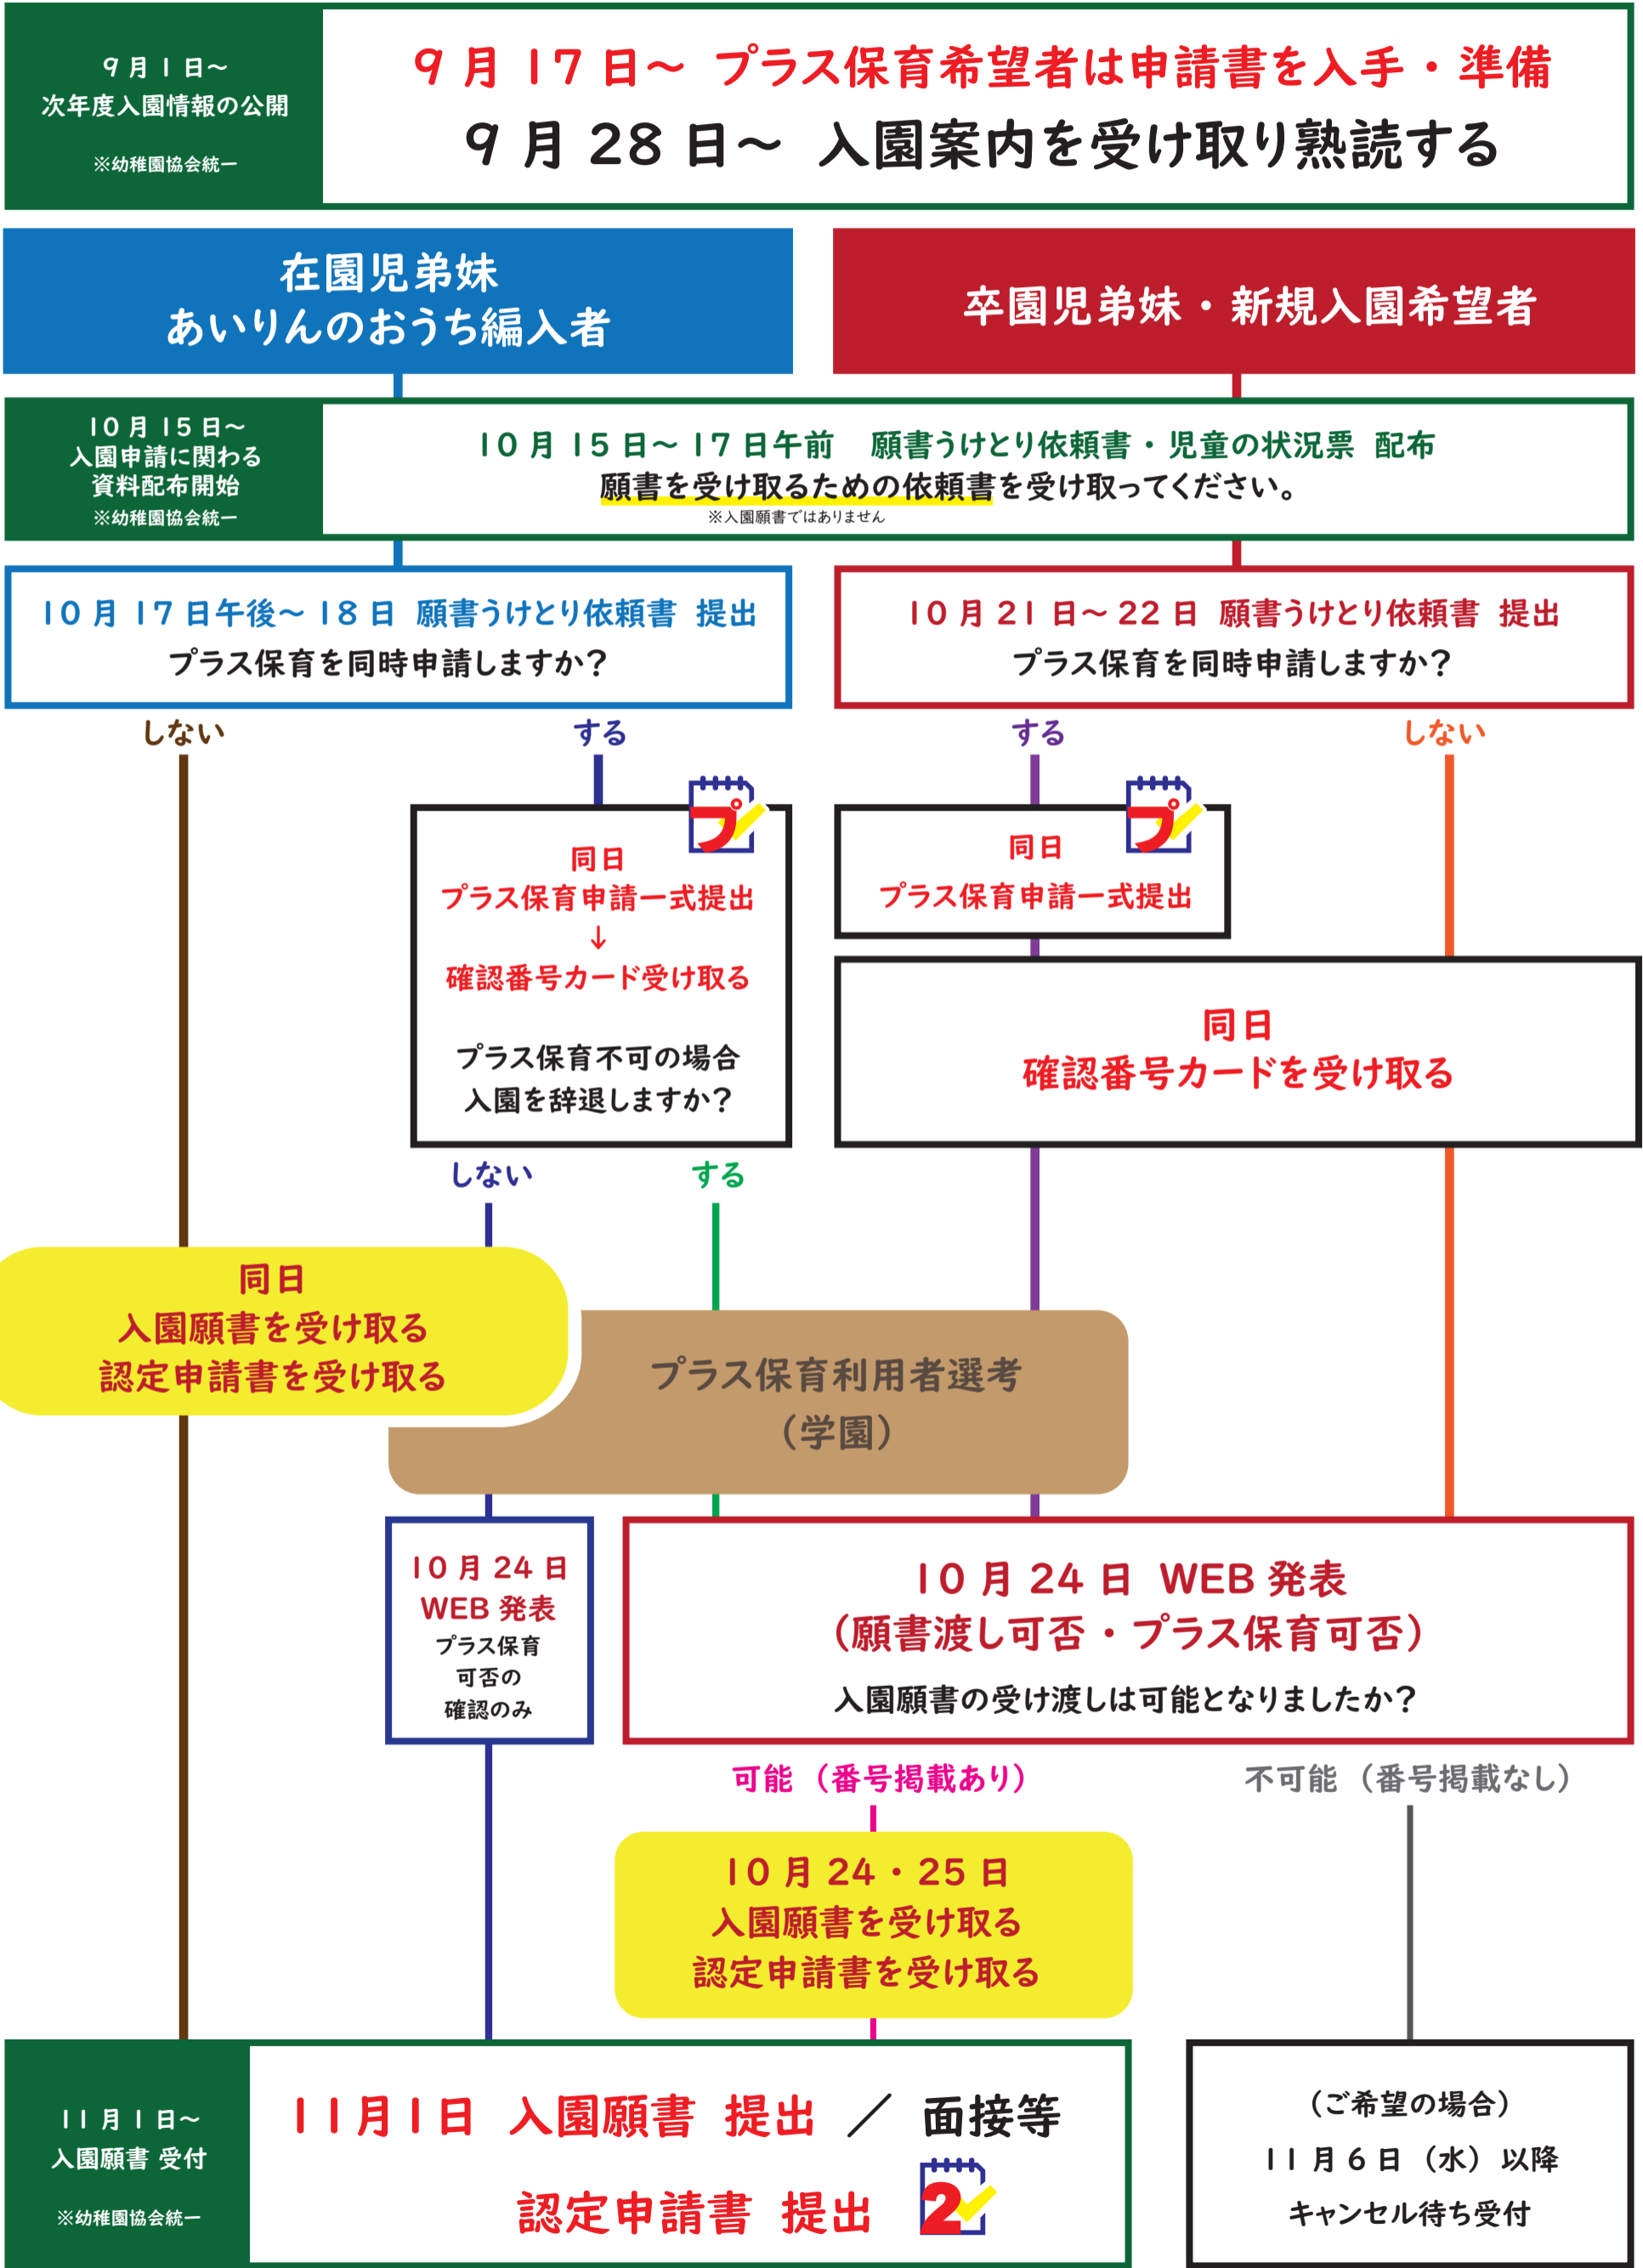 9月1日～
次年度入園情報の公開
※幼稚園協会統一
9月17日～ プラス保育希望者は申請書を入手・準備
9月28日～ 入園案内を受け取り熟読する
在園児弟妹
あいりんのおうち編入者
卒園児弟妹・新規入園希望者
10月15日～
入園申請に関わる
資料配布開始
※幼稚園協会統一
10月15日～17日午前 願書うけとり依頼書・児童の状況票 配布
願書を受け取るための依頼書を受け取ってください。
※入園願書ではありません
10月17日午後～18日 願書うけとり依頼書 提出
プラス保育を同時申請しますか？
10月21日～22日 願書うけとり依頼書 提出
プラス保育を同時申請しますか？
しない
する
する
しない
プ
同日
プラス保育申請一式提出
↓
確認番号カード受け取る
プラス保育不可の場合
入園を辞退しますか？
プ
同日
プラス保育申請一式提出
同日
確認番号カードを受け取る
しない
する
同日
入園願書を受け取る
認定申請書を受け取る
プラス保育利用者選考
（学園）
10月24日
WEB発表
プラス保育
可否の
確認のみ
10月24日 WEB発表
（願書渡し可否・プラス保育可否）
入園願書の受け渡しは可能となりましたか？
可能（番号掲載あり）
不可能（番号掲載なし）
10月24・25日
入園願書を受け取る
認定申請書を受け取る
11月1日～
入園願書 受付
※幼稚園協会統一
11月1日 入園願書 提出 ／ 面接等
認定申請書 提出
2
（ご希望の場合）
11月6日（水）以降
キャンセル待ち受付